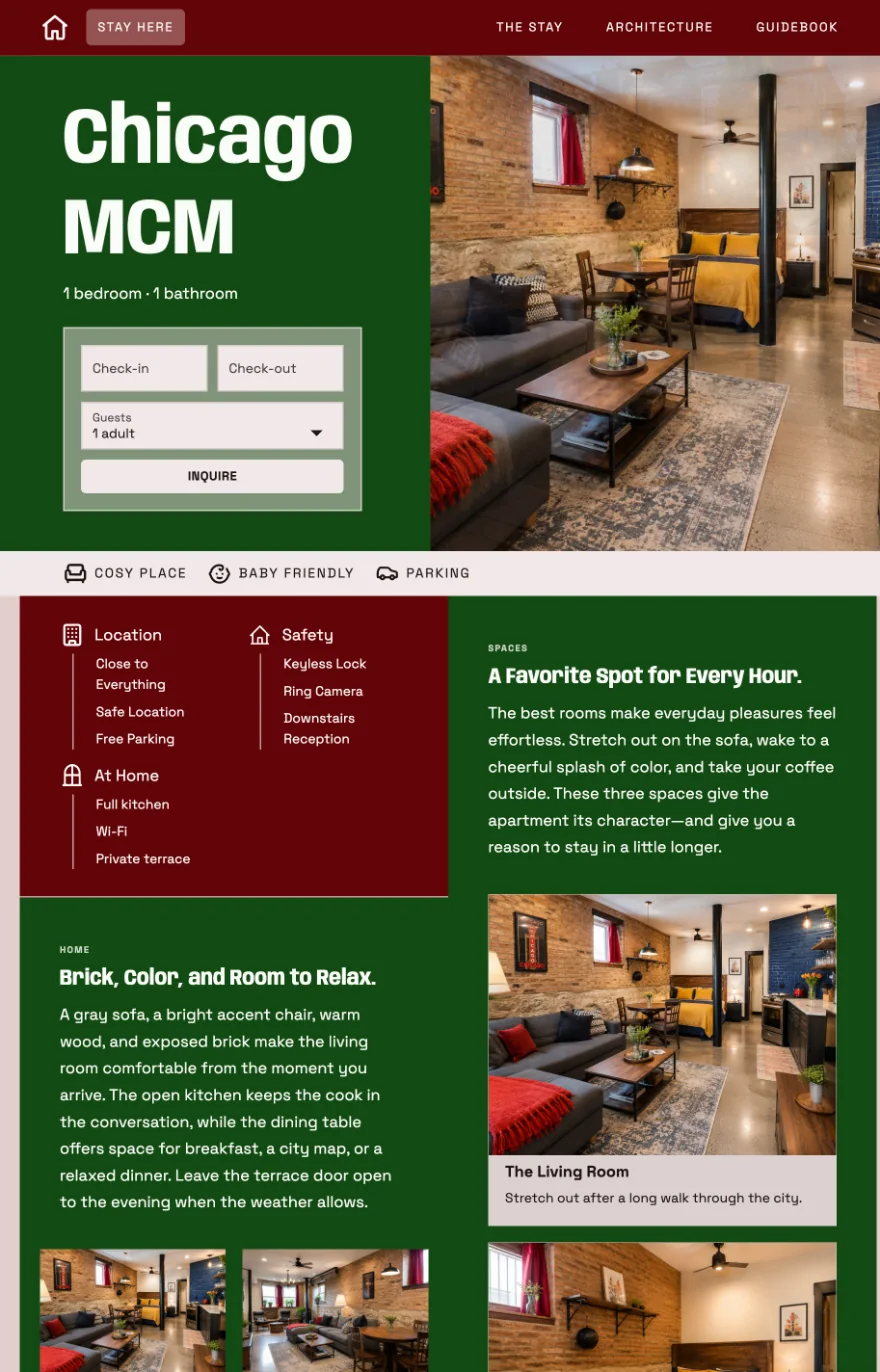 STAY HERE
THE STAY
ARCHITECTURE
GUIDEBOOK
Chicago
MCM
1 bedroom · 1 bathroom
Check-in
Check-out
Guests
1 adult
INQUIRE
COSY PLACE
BABY FRIENDLY
PARKING
Location
Close to
Everything
Safe Location
Free Parking
Safety
Keyless Lock
Ring Camera
Downstairs
Reception
At Home
Full kitchen
Wi-Fi
Private terrace
HOME
Brick, Color, and Room to Relax.
A gray sofa, a bright accent chair, warm
wood, and exposed brick make the living
room comfortable from the moment you
arrive. The open kitchen keeps the cook in
the conversation, while the dining table
offers space for breakfast, a city map, or a
relaxed dinner. Leave the terrace door open
to the evening when the weather allows.
SPACES
A Favorite Spot for Every Hour.
The best rooms make everyday pleasures feel
effortless. Stretch out on the sofa, wake to a
cheerful splash of color, and take your coffee
outside. These three spaces give the
apartment its character—and give you a
reason to stay in a little longer.
CHICAGO
The Living Room
Stretch out after a long walk through the city.